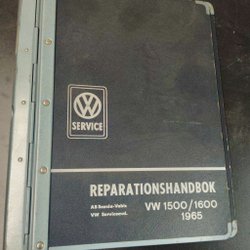 VW
SERVICE
REPARATIONSHANDBOK
AB Scania-Vabis VW 1500/1600
VW Serviceavd. 1965